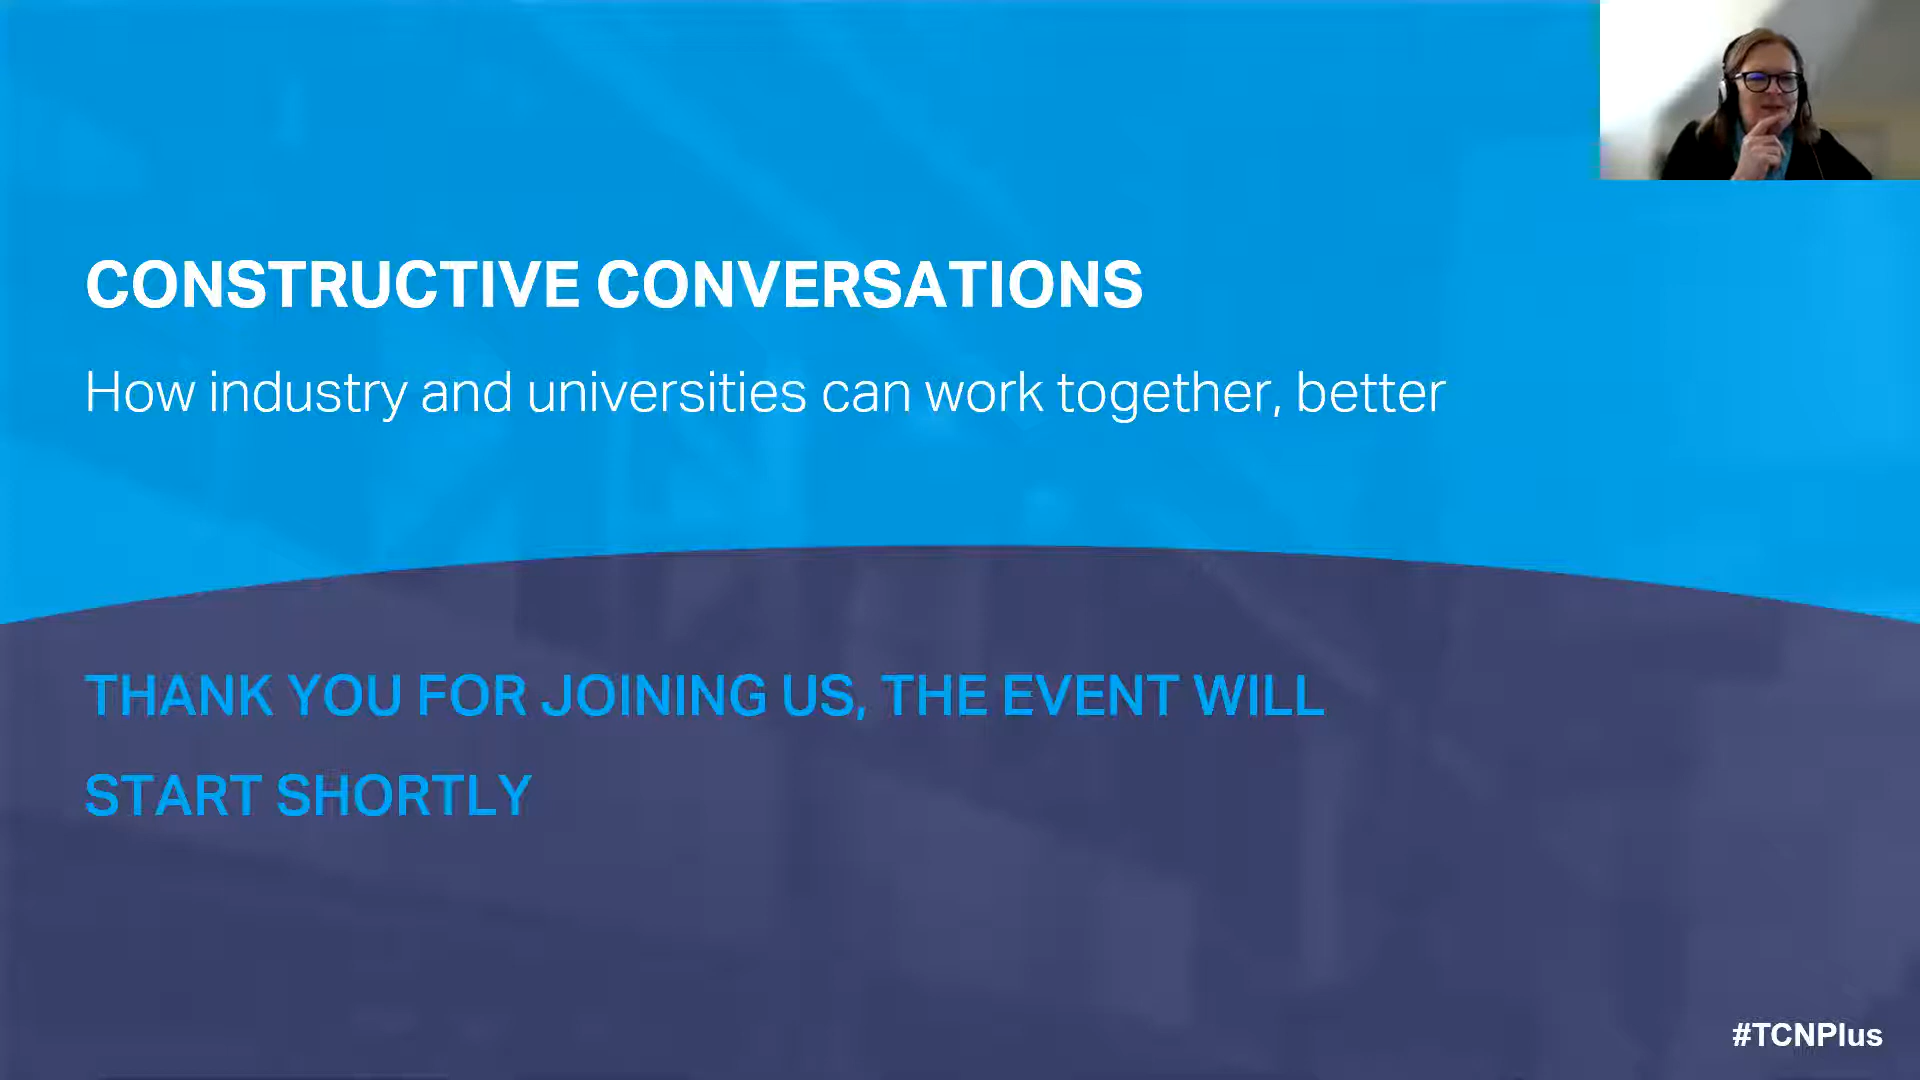 CONSTRUCTIVE CONVERSATIONS
How industry and universities can work together, better
THANK YOU FOR JOINING US, THE EVENT WILL
START SHORTLY
#TCNPlus